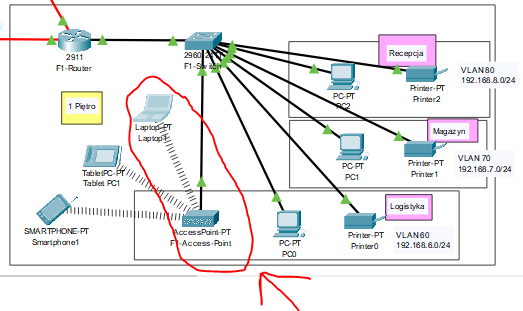 2911
F1-Router
2960-2
F1-Switch
Recepcja
PC-PT
PC2
Printer-PT
Printer2
VLAN 80
192.168.8.0/24
1 Piętro
Laptop-PT
Laptop1
Magazyn
PC-PT
PC1
Printer-PT
Printer1
VLAN 70
192.168.7.0/24
TabletPC-PT
Tablet PC1
SMARTPHONE-PT
Smartphone1
AccessPoint-PT
F1-Access-Point
PC-PT
PC0
Logistyka
Printer-PT
Printer0
VLAN 60
192.168.6.0/24